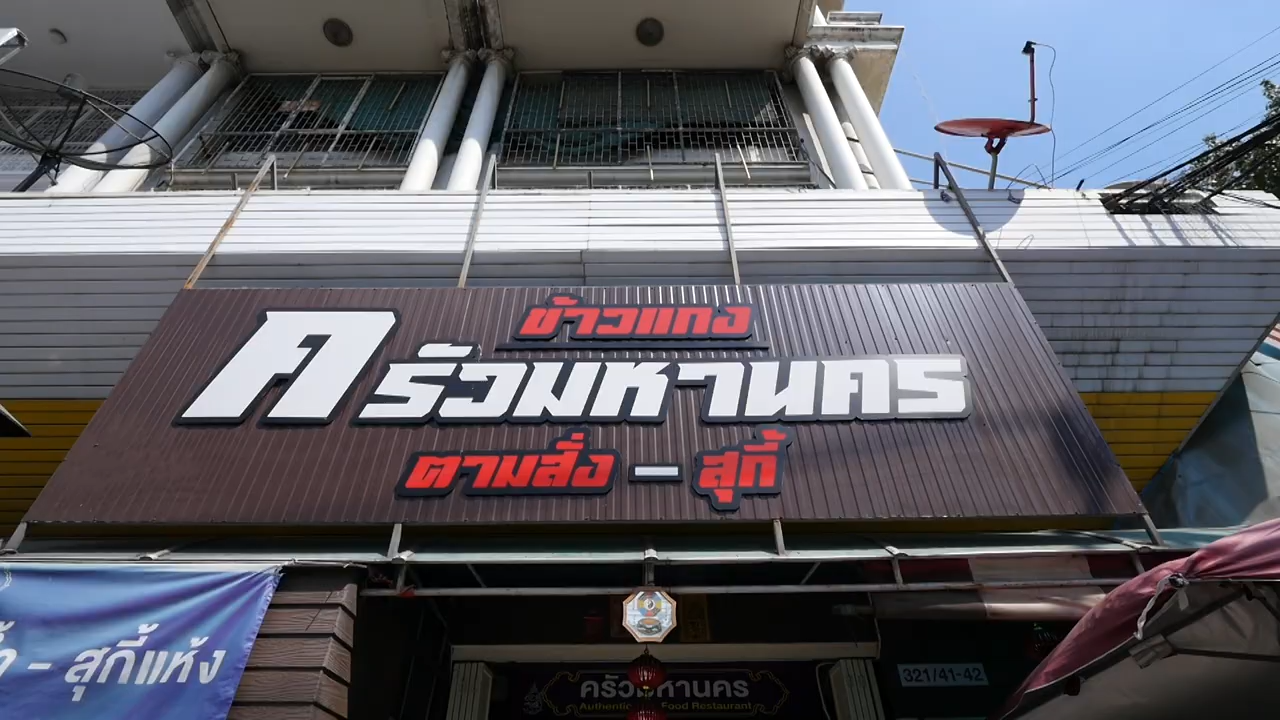 ข้าวแกง
ครัวมหานคร
ตามสั่ง - สุกี้
- สุกี้แห้ง
ครัวมหานคร
Food Restaurant
321/41-42